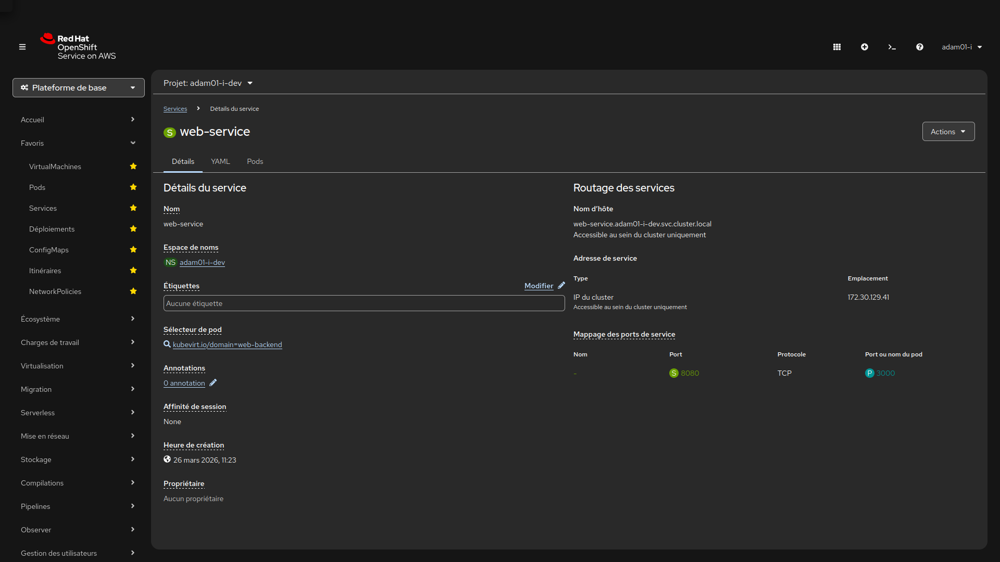 Red Hat
OpenShift
Service on AWS
adam01-i
Plateforme de base
Accueil
Favoris
VirtualMachines
Pods
Services
Déploiements
ConfigMaps
Itinéraires
NetworkPolicies
Écosystème
Charges de travail
Virtualisation
Migration
Serverless
Mise en réseau
Stockage
Compilations
Pipelines
Observer
Gestion des utilisateurs
Projet: adam01-i-dev
Services
Détails du service
S web-service
Actions
Détails
YAML
Pods
Détails du service
Nom
web-service
Espace de noms
NS adam01-i-dev
Étiquettes
Modifier
Aucune étiquette
Sélecteur de pod
kubevirt.io/domain=web-backend
Annotations
0 annotation
Affinité de session
None
Heure de création
26 mars 2026, 11:23
Propriétaire
Aucun propriétaire
Routage des services
Nom d’hôte
web-service.adam01-i-dev.svc.cluster.local
Accessible au sein du cluster uniquement
Adresse de service
Type Emplacement
IP du cluster 172.30.129.41
Accessible au sein du cluster uniquement
Mappage des ports de service
Nom Port Protocole Port ou nom du pod
- S 8080 TCP P 3000